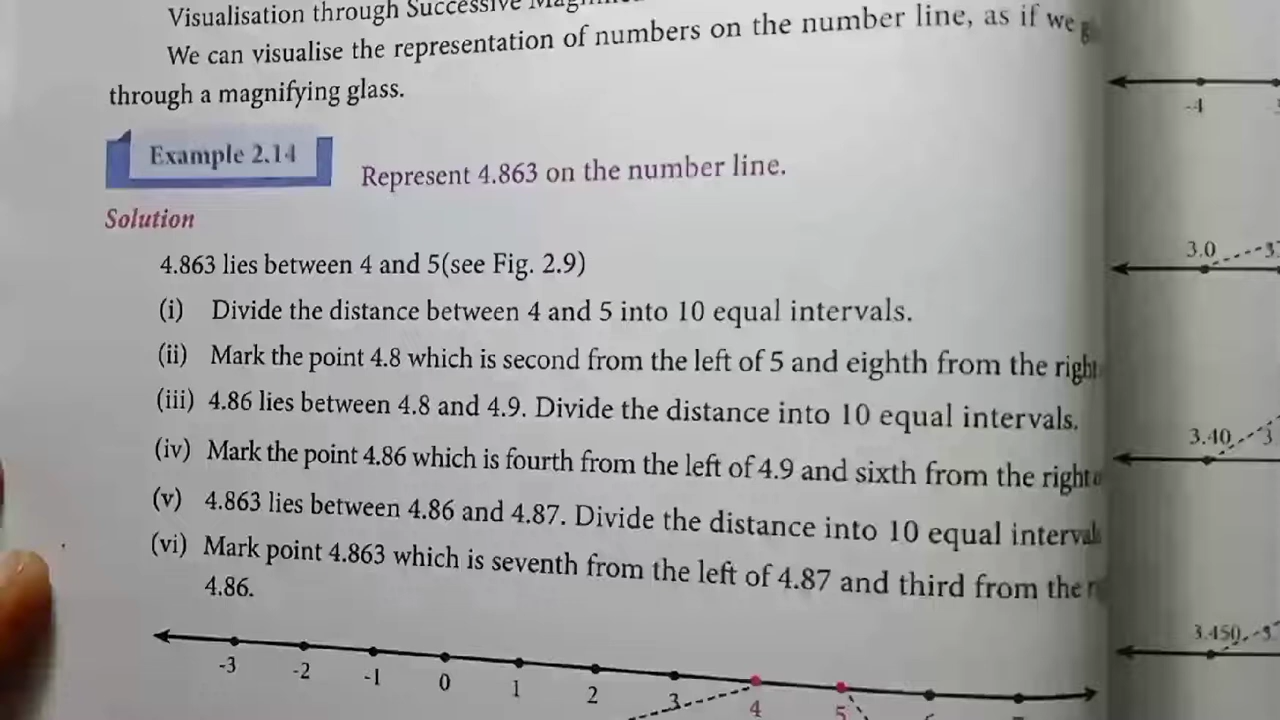 Visualisation through Successive
We can visualise the representation of numbers on the number line, as if we
through a magnifying glass.
Example 2.14
Represent 4.863 on the number line.
Solution
4.863 lies between 4 and 5(see Fig. 2.9)
(i) Divide the distance between 4 and 5 into 10 equal intervals.
(ii) Mark the point 4.8 which is second from the left of 5 and eighth from the right
(iii) 4.86 lies between 4.8 and 4.9. Divide the distance into 10 equal intervals.
(iv) Mark the point 4.86 which is fourth from the left of 4.9 and sixth from the right
(v) 4.863 lies between 4.86 and 4.87. Divide the distance into 10 equal intervals
(vi) Mark point 4.863 which is seventh from the left of 4.87 and third from the
4.86.
-3 -2 -1 0 1 2 3 4 5
-4
3.0
3.40
3.450